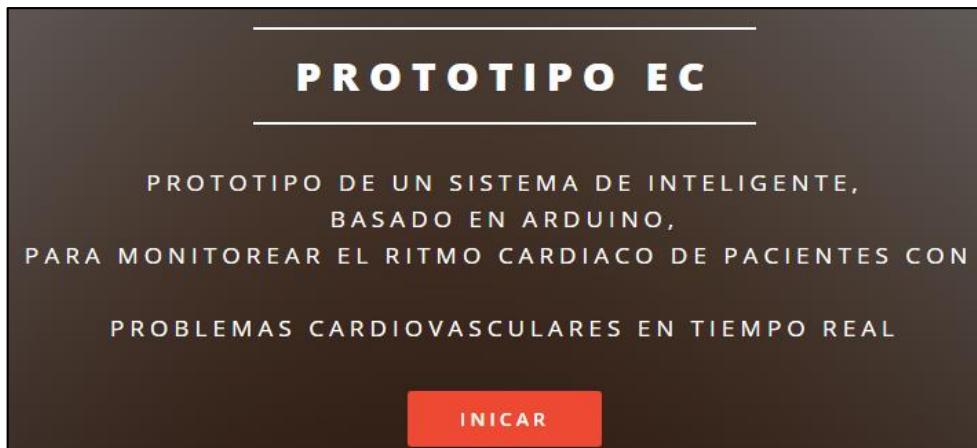 PROTOTIPO EC
PROTOTIPO DE UN SISTEMA DE INTELIGENTE,
BASADO EN ARDUINO,
PARA MONITOREAR EL RITMO CARDIACO DE PACIENTES CON
PROBLEMAS CARDIOVASCULARES EN TIEMPO REAL
INICAR